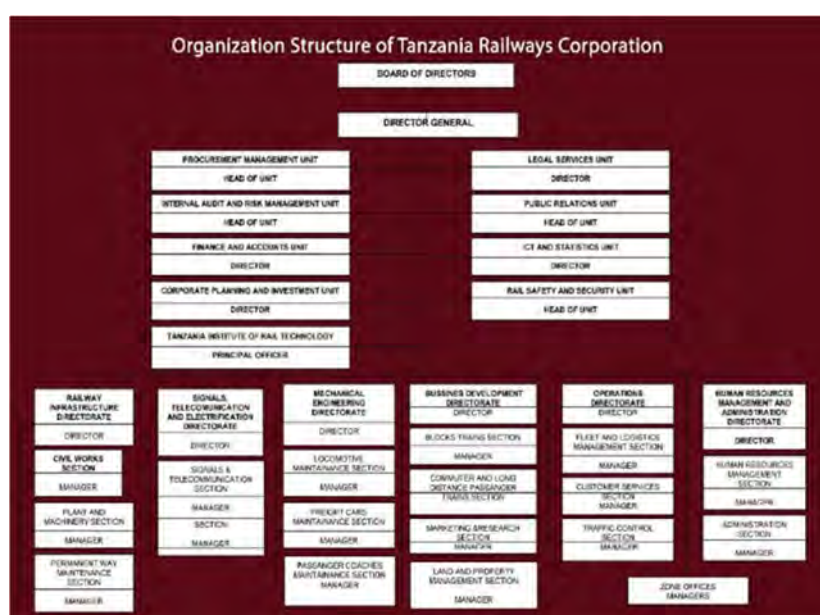 Organization Structure of Tanzania Railways Corporation
BOARD OF DIRECTORS
DIRECTOR GENERAL
PROCUREMENT MANAGEMENT UNIT
HEAD OF UNIT
LEGAL SERVICES UNIT
DIRECTOR
INTERNAL AUDIT AND RISK MANAGEMENT UNIT
HEAD OF UNIT
PUBLIC RELATIONS UNIT
HEAD OF UNIT
FINANCE AND ACCOUNTS UNIT
DIRECTOR
ICT AND STATISTICS UNIT
DIRECTOR
CORPORATE PLANNING AND INVESTMENT UNIT
DIRECTOR
RAIL SAFETY AND SECURITY UNIT
HEAD OF UNIT
TANZANIA INSTITUTE OF RAIL TECHNOLOGY
PRINCIPAL OFFICER
RAILWAY
INFRASTRUCTURE
DIRECTORATE
DIRECTOR
CIVIL WORKS
SECTION
MANAGER
PLANT AND
MACHINERY SECTION
MANAGER
PERMANENT WAY
MAINTENANCE
SECTION
MANAGER
SIGNALS,
TELECOMUNICATION
AND ELECTRIFICATION
DIRECTORATE
DIRECTOR
SIGNALS &
TELECOMMUNICATION
SECTION
MANAGER
SECTION
MANAGER
MECHANICAL
ENGINEERING
DIRECTORATE
DIRECTOR
LOCOMOTIVE
MAINTAINANCE SECTION
MANAGER
FREIGHT CARS
MAINTAINANCE SECTION
MANAGER
PASSANGER COACHES
MAINTAINANCE SECTION
MANAGER
BUSSINES DEVELOPMENT
DIRECTORATE
DIRECTOR
BLOCKS TRAINS SECTION
MANAGER
COMMUTER AND LONG
DISTANCE PASSENGER
TRAINS SECTION
MARKETING &RESEARCH
SECTION
MANAGER
LAND AND PROPERTY
MANAGEMENT SECTION
MANAGER
OPERATIONS
DIRECTORATE
DIRECTOR
FLEET AND LOGISTICS
MANAGEMENT SECTION
MANAGER
CUSTOMER SERVICES
SECTION
MANAGER
TRAFFIC CONTROL
SECTION
MANAGER
HUMAN RESOURCES
MANAGEMENT AND
ADMINISTRATION
DIRECTORATE
DIRECTOR
HUMAN RESOURCES
MANAGEMENT
SECTION
MANAGER
ADMINISTRATION
SECTION
MANAGER
ZONE OFFICES
MANAGERS